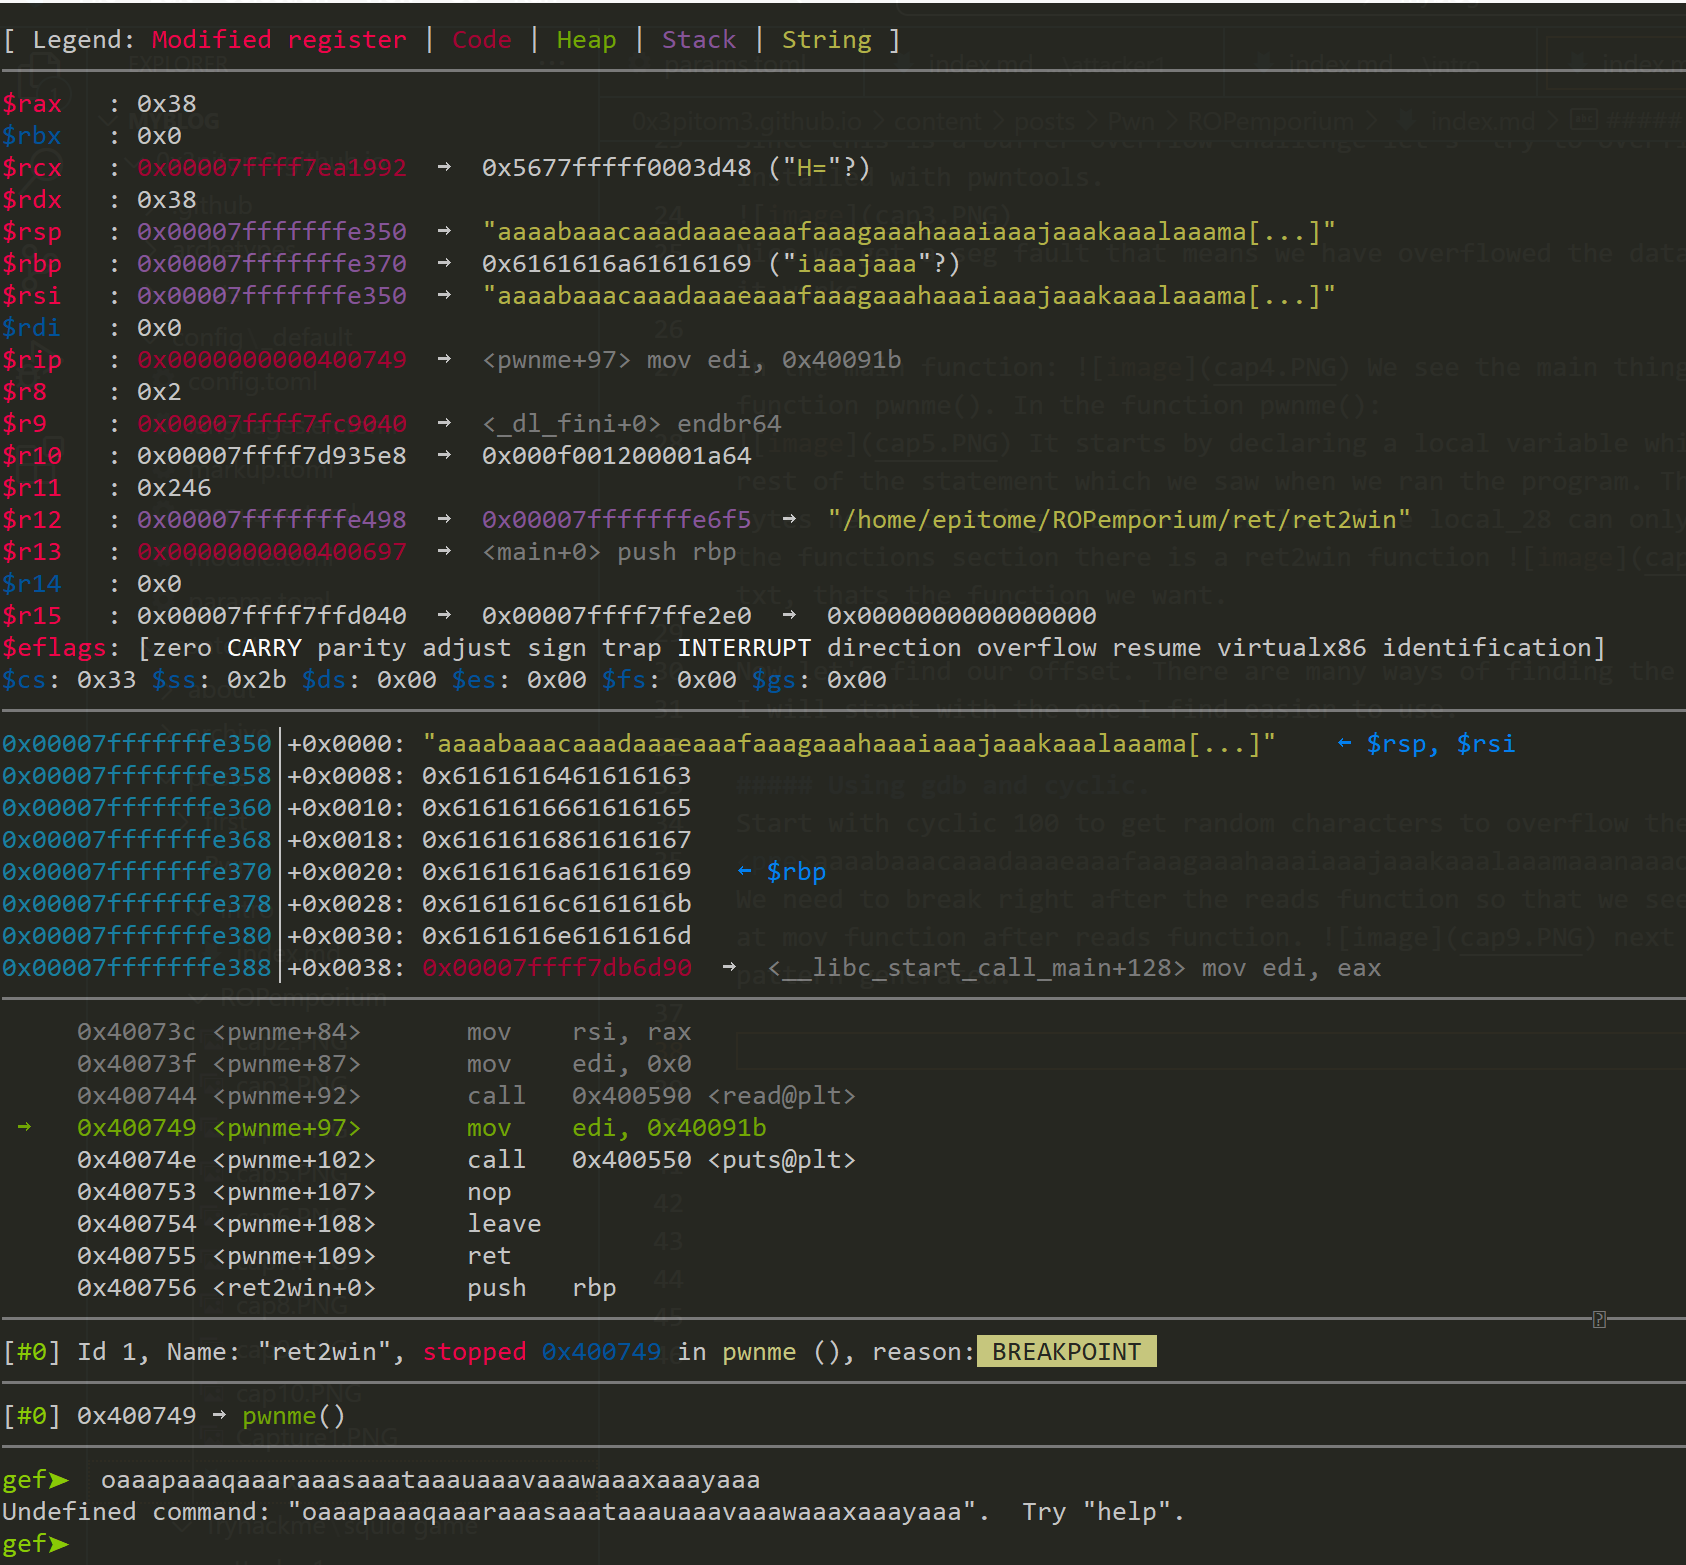 [ Legend: Modified register | Code | Heap | Stack | String ]
$rax   : 0x38
$rbx   : 0x0
$rcx   : 0x00007ffff7ea1992  →  0x5677fffff0003d48 ("H="?)
$rdx   : 0x38
$rsp   : 0x00007fffffffe350  →  "aaaabaaacaaadaaaeaaafaaagaaahaaaiaaajaaakaaalaaama[...]"
$rbp   : 0x00007fffffffe370  →  0x6161616a61616169 ("iaaajaaa"?)
$rsi   : 0x00007fffffffe350  →  "aaaabaaacaaadaaaeaaafaaagaaahaaaiaaajaaakaaalaaama[...]"
$rdi   : 0x0
$rip   : 0x0000000000400749  →  <pwnme+97> mov edi, 0x40091b
$r8    : 0x2
$r9    : 0x00007ffff7fc9040  →  <_dl_fini+0> endbr64
$r10   : 0x00007ffff7d935e8  →  0x000f001200001a64
$r11   : 0x246
$r12   : 0x00007fffffffe498  →  0x00007fffffffe6f5  →  "/home/epitome/ROPemporium/ret/ret2win"
$r13   : 0x0000000000400697  →  <main+0> push rbp
$r14   : 0x0
$r15   : 0x00007ffff7ffd040  →  0x00007ffff7ffe2e0  →  0x0000000000000000
$eflags: [zero CARRY parity adjust sign trap INTERRUPT direction overflow resume virtualx86 identification]
$cs: 0x33 $ss: 0x2b $ds: 0x00 $es: 0x00 $fs: 0x00 $gs: 0x00
0x00007fffffffe350│+0x0000: "aaaabaaacaaadaaaeaaafaaagaaahaaaiaaajaaakaaalaaama[...]"    ← $rsp, $rsi
0x00007fffffffe358│+0x0008: 0x6161616461616163
0x00007fffffffe360│+0x0010: 0x6161616661616165
0x00007fffffffe368│+0x0018: 0x6161616861616167
0x00007fffffffe370│+0x0020: 0x6161616a61616169   ← $rbp
0x00007fffffffe378│+0x0028: 0x6161616c6161616b
0x00007fffffffe380│+0x0030: 0x6161616e6161616d
0x00007fffffffe388│+0x0038: 0x00007ffff7db6d90  →  <__libc_start_call_main+128> mov edi, eax
0x40073c <pwnme+84>       mov    rsi, rax
0x40073f <pwnme+87>       mov    edi, 0x0
0x400744 <pwnme+92>       call   0x400590 <read@plt>
→   0x400749 <pwnme+97>       mov    edi, 0x40091b
0x40074e <pwnme+102>      call   0x400550 <puts@plt>
0x400753 <pwnme+107>      nop
0x400754 <pwnme+108>      leave
0x400755 <pwnme+109>      ret
0x400756 <ret2win+0>      push   rbp
[#0] Id 1, Name: "ret2win", stopped 0x400749 in pwnme (), reason: BREAKPOINT
[#0] 0x400749 → pwnme()
gef➤  oaaapaaaqaaaraaasaaataaauaaavaaawaaaxaaayaaa
Undefined command: "oaaapaaaqaaaraaasaaataaauaaavaaawaaaxaaayaaa".  Try "help".
gef➤